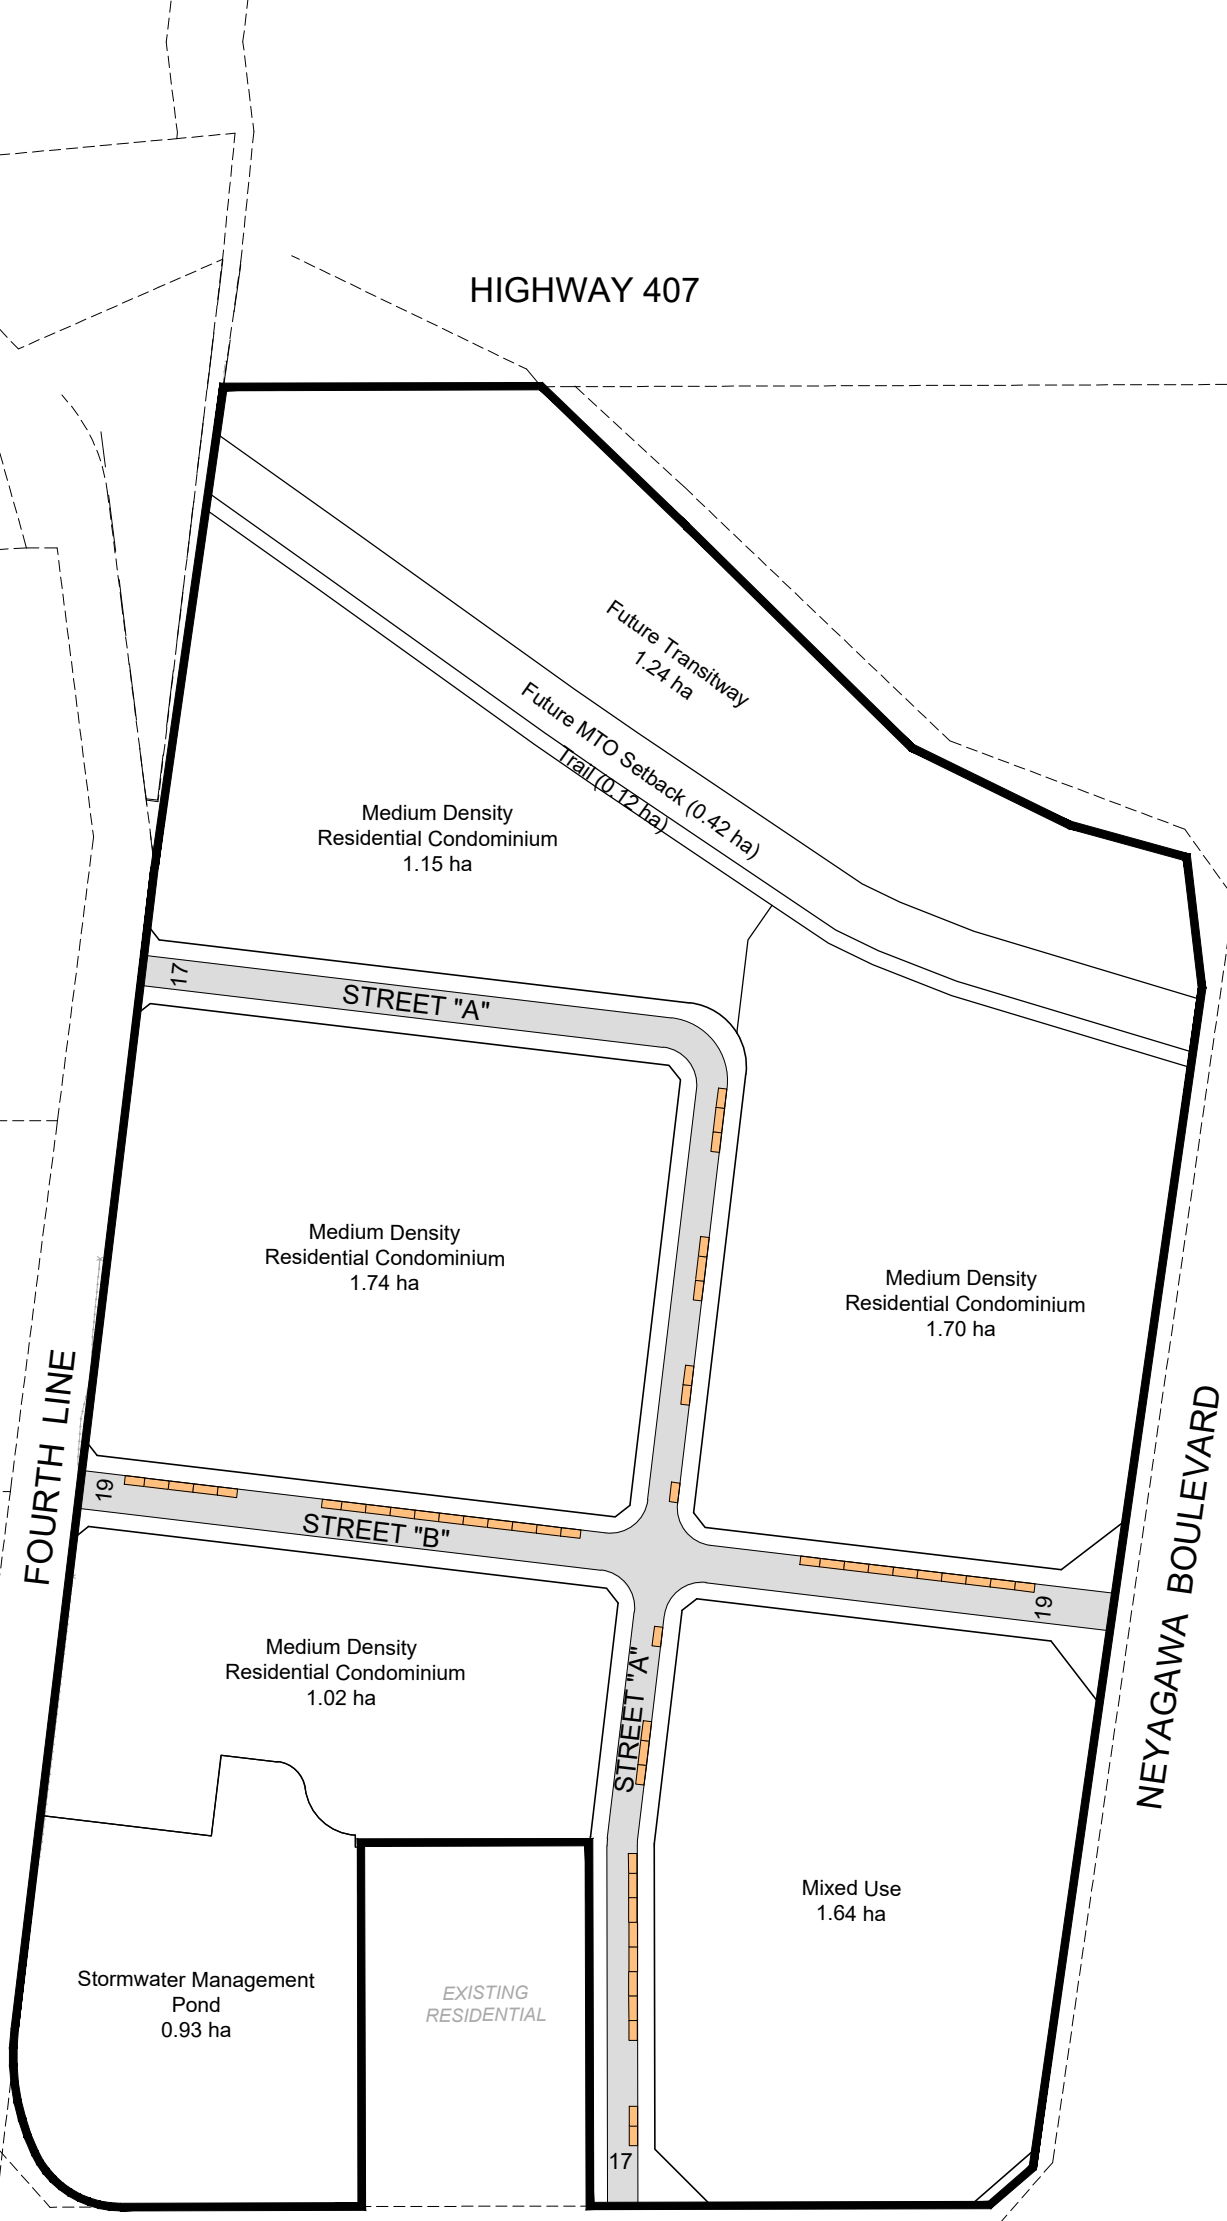 HIGHWAY 407
Future Transitway
1.24 ha
Future MTO Setback (0.42 ha)
Trail (0.12 ha)
Medium Density
Residential Condominium
1.15 ha
17
STREET "A"
Medium Density
Residential Condominium
1.74 ha
Medium Density
Residential Condominium
1.70 ha
FOURTH LINE
19
STREET "B"
NEYAGAWA BOULEVARD
19
Medium Density
Residential Condominium
1.02 ha
STREET "A"
Mixed Use
1.64 ha
Stormwater Management
Pond
0.93 ha
EXISTING
RESIDENTIAL
17